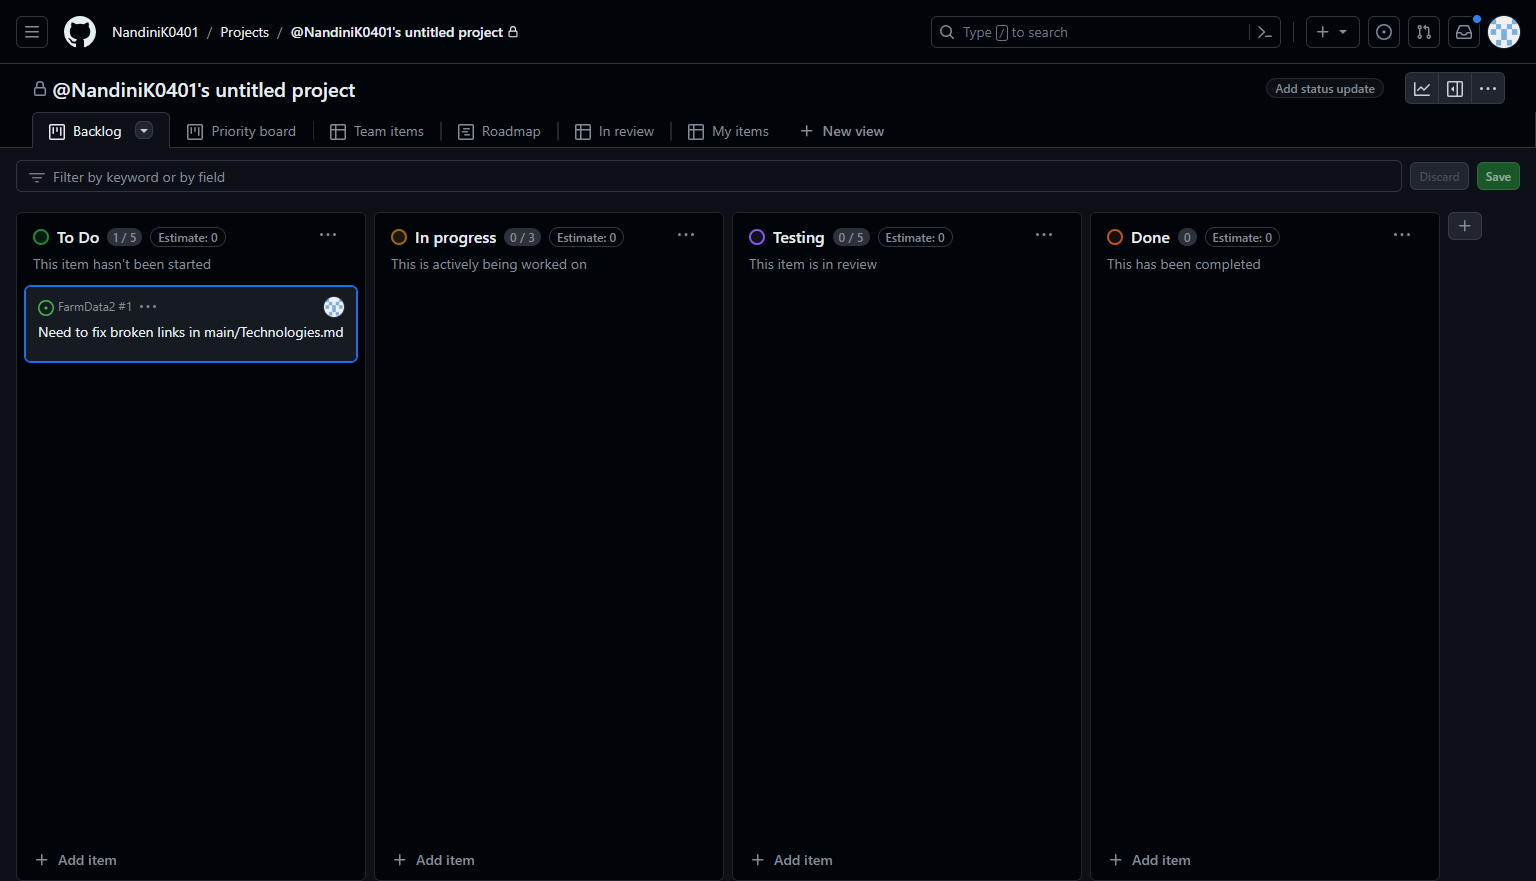 NandiniK0401 / Projects / @NandiniK0401's untitled project
Type / to search
@NandiniK0401's untitled project
Add status update
Backlog
Priority board
Team items
Roadmap
In review
My items
New view
Filter by keyword or by field
Discard
Save
To Do 1 / 5 Estimate: 0
This item hasn't been started
FarmData2 #1
Need to fix broken links in main/Technologies.md
Add item
In progress 0 / 3 Estimate: 0
This is actively being worked on
Add item
Testing 0 / 5 Estimate: 0
This item is in review
Add item
Done 0 Estimate: 0
This has been completed
Add item